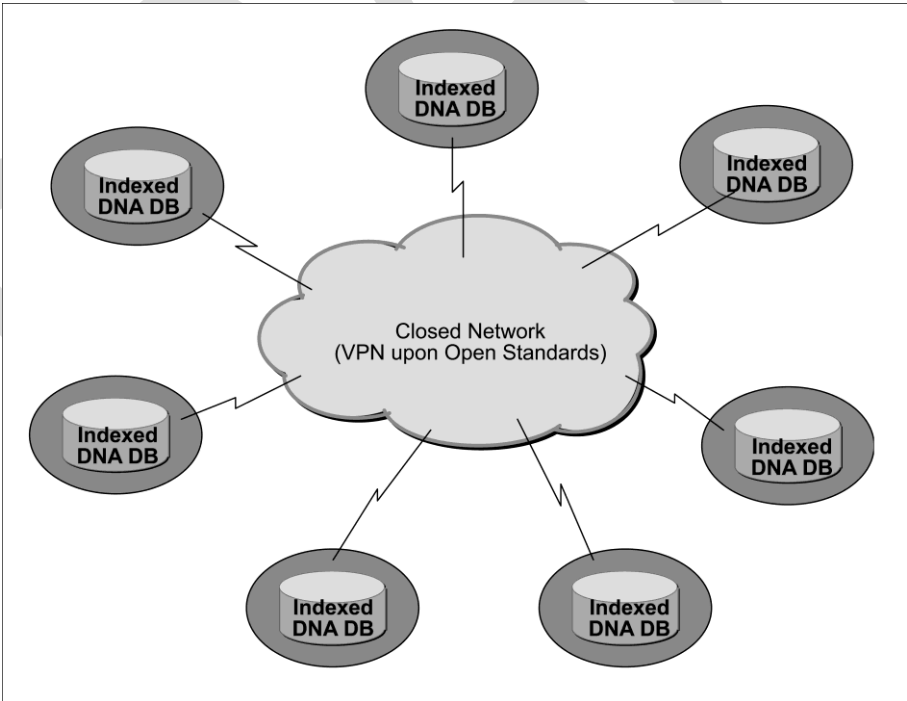 Indexed
DNA DB
Indexed
DNA DB
Indexed
DNA DB
Closed Network
(VPN upon Open Standards)
Indexed
DNA DB
Indexed
DNA DB
Indexed
DNA DB
Indexed
DNA DB